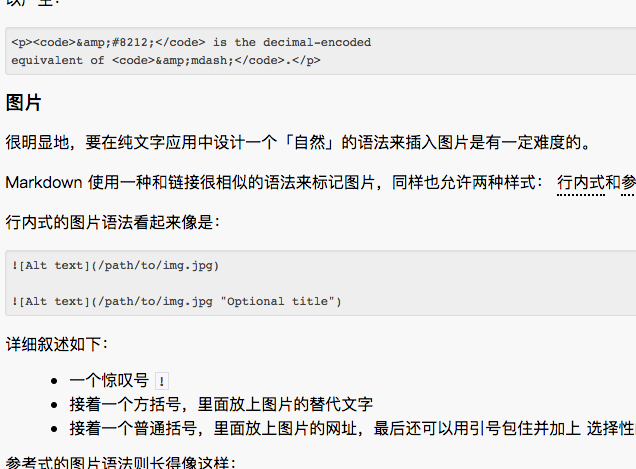 以产生：
<p><code>&amp;#8212;</code> is the decimal-encoded
equivalent of <code>&amp;mdash;</code>.</p>
图片
很明显地，要在纯文字应用中设计一个「自然」的语法来插入图片是有一定难度的。
Markdown 使用一种和链接很相似的语法来标记图片，同样也允许两种样式： 行内式和参
行内式的图片语法看起来像是：
![Alt text](/path/to/img.jpg)
![Alt text](/path/to/img.jpg "Optional title")
详细叙述如下：
一个惊叹号 !
接着一个方括号，里面放上图片的替代文字
接着一个普通括号，里面放上图片的网址，最后还可以用引号包住并加上 选择性
参考式的图片语法则长得像这样：